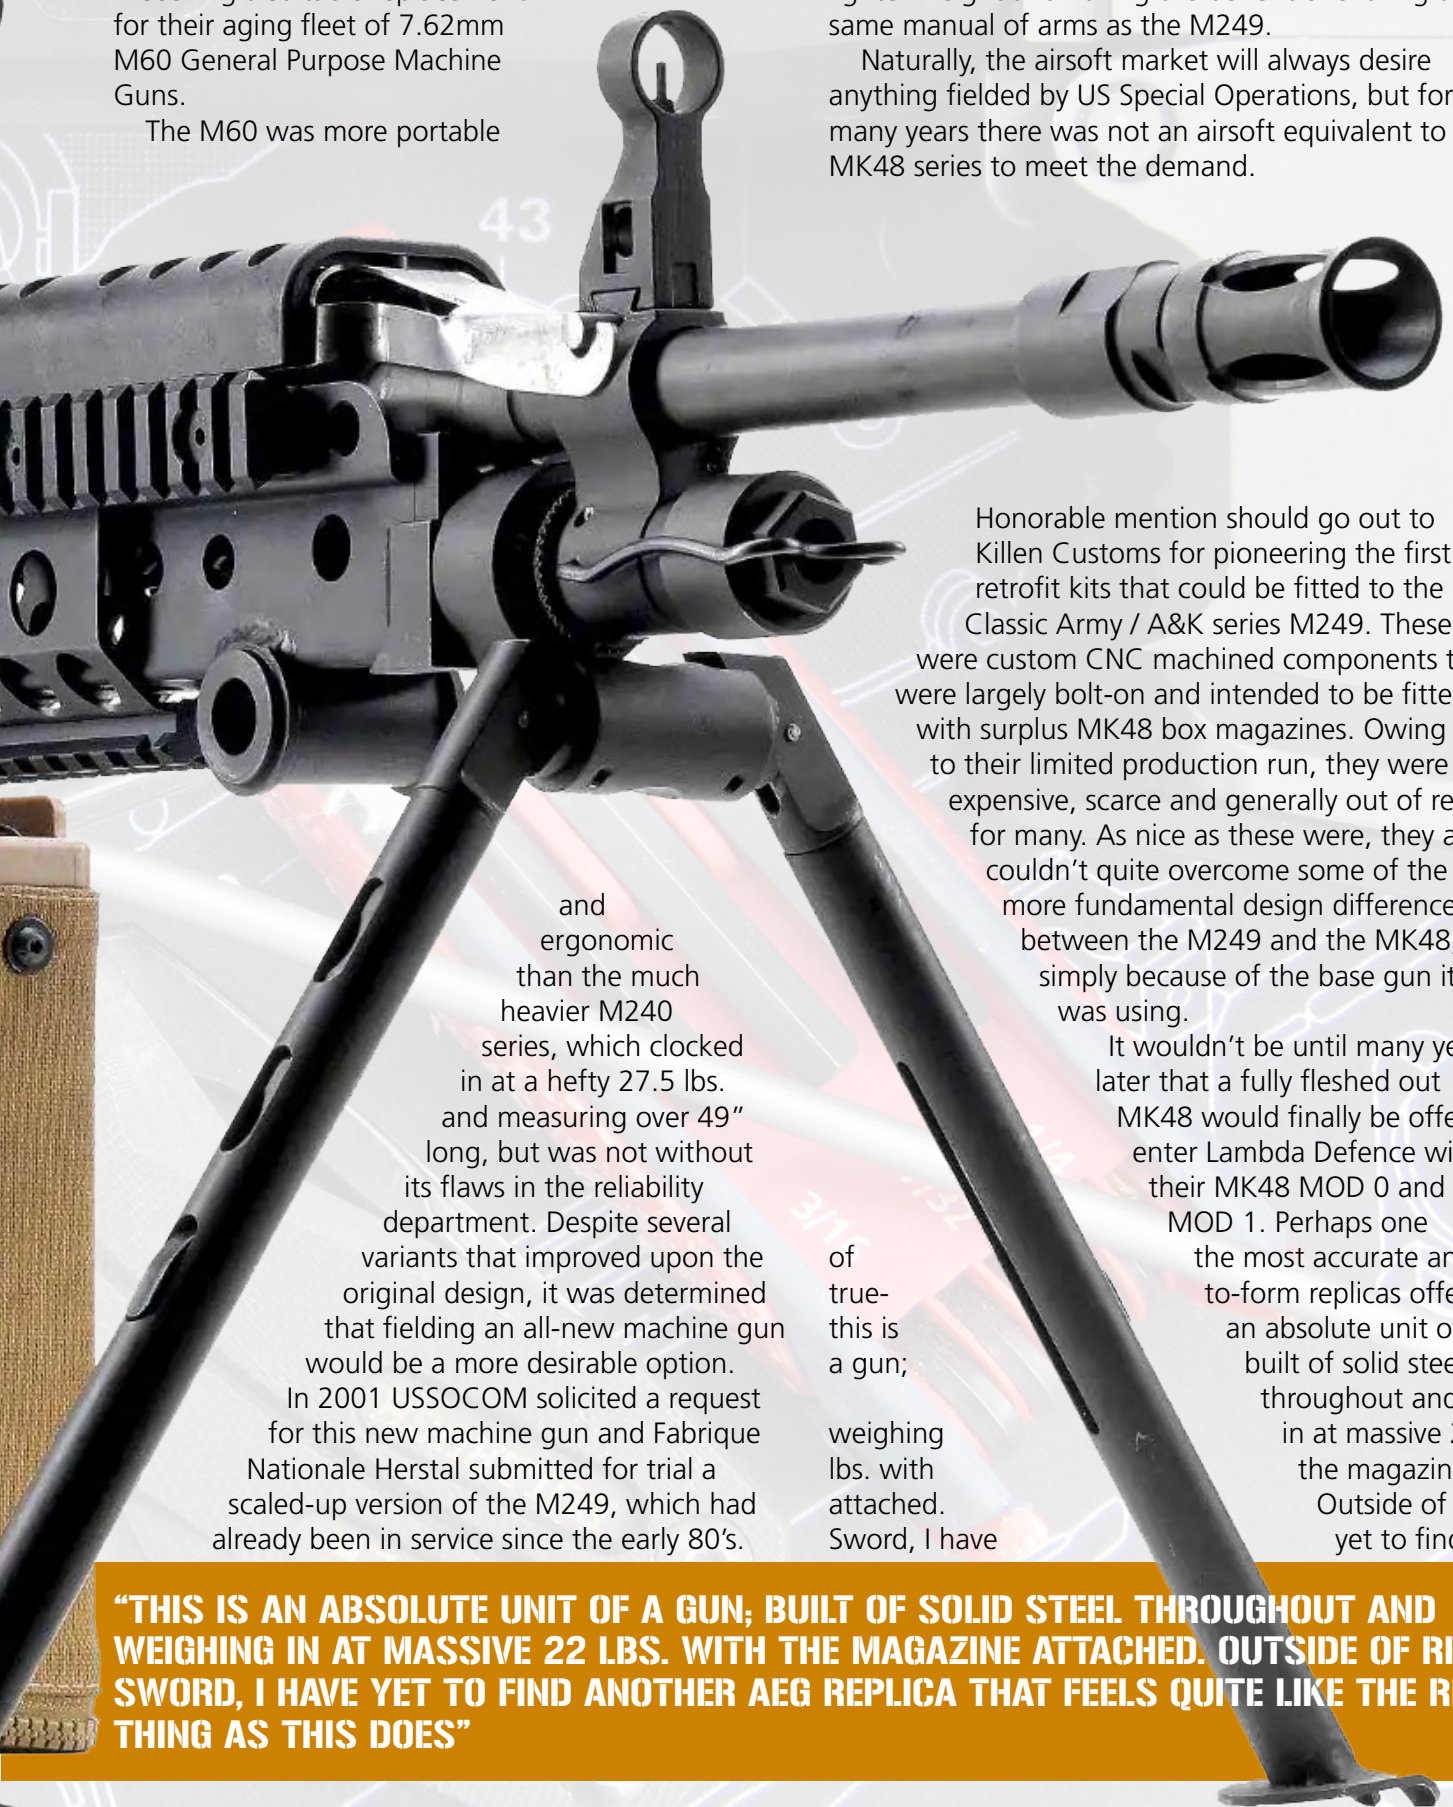 for their aging fleet of 7.62mm
M60 General Purpose Machine
Guns.
The M60 was more portable
and
ergonomic
than the much
heavier M240
series, which clocked
in at a hefty 27.5 lbs.
and measuring over 49”
long, but was not without
its flaws in the reliability
department. Despite several
variants that improved upon the
original design, it was determined
that fielding an all-new machine gun
would be a more desirable option.
In 2001 USSOCOM solicited a request
for this new machine gun and Fabrique
Nationale Herstal submitted for trial a
scaled-up version of the M249, which had
already been in service since the early 80’s.
same manual of arms as the M249.
Naturally, the airsoft market will always desire
anything fielded by US Special Operations, but for
many years there was not an airsoft equivalent to
MK48 series to meet the demand.
Honorable mention should go out to
Killen Customs for pioneering the first
retrofit kits that could be fitted to the
Classic Army / A&K series M249. These
were custom CNC machined components
were largely bolt-on and intended to be
with surplus MK48 box magazines. Owing
to their limited production run, they were
expensive, scarce and generally out of
for many. As nice as these were, they
couldn’t quite overcome some of the
more fundamental design
between the M249 and the MK48,
simply because of the base gun it
was using.
It wouldn’t be until many
later that a fully fleshed out
MK48 would finally be
enter Lambda Defence
their MK48 MOD 0 and
MOD 1. Perhaps one
of the most accurate
true- to-form replicas
this is an absolute unit
a gun; built of solid
throughout
weighing in at massive
lbs. with the
attached. Outside of
Sword, I have yet to
“THIS IS AN ABSOLUTE UNIT OF A GUN; BUILT OF SOLID STEEL THROUGHOUT AND
WEIGHING IN AT MASSIVE 22 LBS. WITH THE MAGAZINE ATTACHED. OUTSIDE OF
SWORD, I HAVE YET TO FIND ANOTHER AEG REPLICA THAT FEELS QUITE LIKE THE
THING AS THIS DOES”
43
3/16
1/4